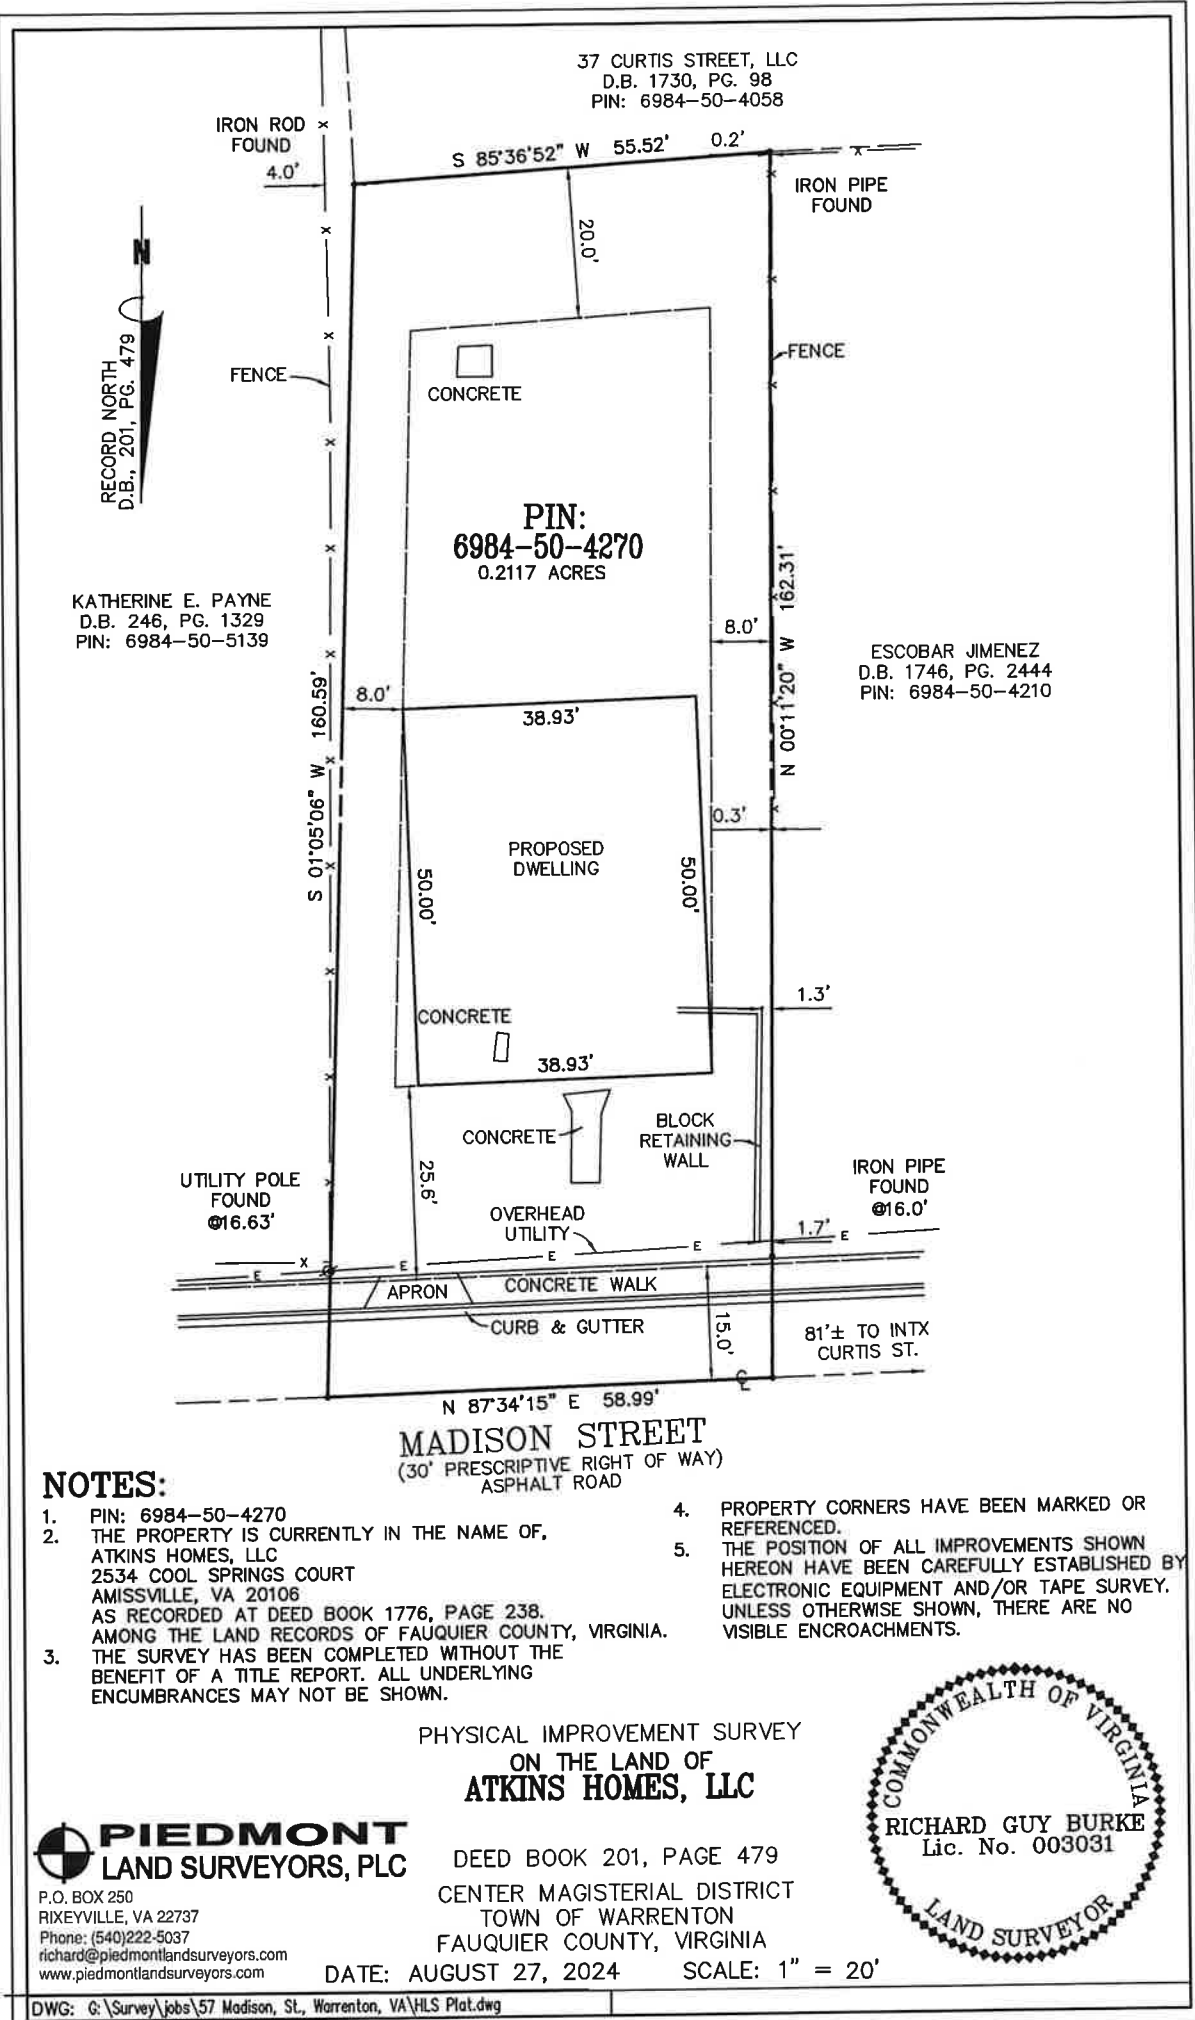 37 CURTIS STREET, LLC
D.B. 1730, PG. 98
PIN: 6984-50-4058
IRON ROD
FOUND
4.0'
S 85°36'52" W 55.52' 0.2'
IRON PIPE
FOUND
20.0'
N
RECORD NORTH
D.B., 201, PG. 479
FENCE
FENCE
CONCRETE
PIN:
6984-50-4270
0.2117 ACRES
KATHERINE E. PAYNE
D.B. 246, PG. 1329
PIN: 6984-50-5139
8.0'
N 00°11'20" W 162.31'
ESCOBAR JIMENEZ
D.B. 1746, PG. 2444
PIN: 6984-50-4210
S 01°05'06" W 160.59'
8.0'
38.93'
0.3'
PROPOSED
DWELLING
50.00'
50.00'
1.3'
CONCRETE
38.93'
CONCRETE
BLOCK
RETAINING
WALL
25.6'
UTILITY POLE
FOUND
@16.63'
IRON PIPE
FOUND
@16.0'
OVERHEAD
UTILITY
1.7'
E
X
E
E
E
E
APRON
CONCRETE WALK
CURB & GUTTER
15.0'
81'± TO INTX
CURTIS ST.
N 87°34'15" E 58.99'
MADISON STREET
(30' PRESCRIPTIVE RIGHT OF WAY)
ASPHALT ROAD
NOTES:
1. PIN: 6984-50-4270
2. THE PROPERTY IS CURRENTLY IN THE NAME OF,
ATKINS HOMES, LLC
2534 COOL SPRINGS COURT
AMISSVILLE, VA 20106
AS RECORDED AT DEED BOOK 1776, PAGE 238.
AMONG THE LAND RECORDS OF FAUQUIER COUNTY, VIRGINIA.
3. THE SURVEY HAS BEEN COMPLETED WITHOUT THE
BENEFIT OF A TITLE REPORT. ALL UNDERLYING
ENCUMBRANCES MAY NOT BE SHOWN.
4. PROPERTY CORNERS HAVE BEEN MARKED OR
REFERENCED.
5. THE POSITION OF ALL IMPROVEMENTS SHOWN
HEREON HAVE BEEN CAREFULLY ESTABLISHED BY
ELECTRONIC EQUIPMENT AND/OR TAPE SURVEY.
UNLESS OTHERWISE SHOWN, THERE ARE NO
VISIBLE ENCROACHMENTS.
PHYSICAL IMPROVEMENT SURVEY
ON THE LAND OF
ATKINS HOMES, LLC
DEED BOOK 201, PAGE 479
CENTER MAGISTERIAL DISTRICT
TOWN OF WARRENTON
FAUQUIER COUNTY, VIRGINIA
DATE: AUGUST 27, 2024 SCALE: 1" = 20'
PIEDMONT
LAND SURVEYORS, PLC
P.O. BOX 250
RIXEYVILLE, VA 22737
Phone: (540)222-5037
richard@piedmontlandsurveyors.com
www.piedmontlandsurveyors.com
COMMONWEALTH OF VIRGINIA
RICHARD GUY BURKE
Lic. No. 003031
LAND SURVEYOR
DWG: G:\Survey\jobs\57 Madison, St., Warrenton, VA\HLS Plat.dwg